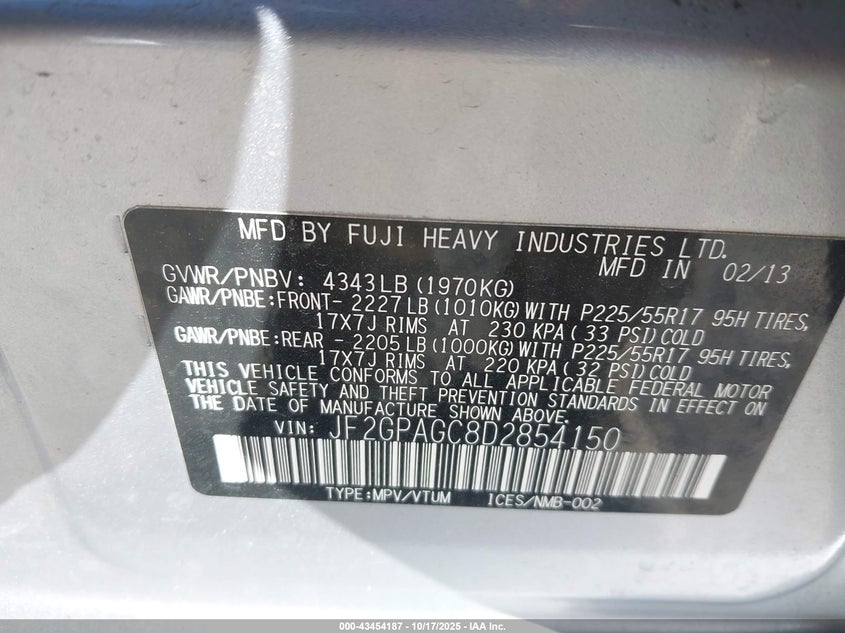 MFD BY FUJI HEAVY INDUSTRIES LTD.
MFD IN 02/13
GVWR/PNBV: 4343LB(1970KG)
GAWR/PNBE:FRONT- 2227LB(1010KG)WITH P225/55R17 95H TIRES,
17X7J RIMS AT 230 KPA(33 PSI)COLD
GAWR/PNBE:REAR - 2205LB(1000KG)WITH P225/55R17 95H TIRES,
17X7J RIMS AT 220 KPA(32 PSI)COLD
THIS VEHICLE CONFORMS TO ALL APPLICABLE FEDERAL MOTOR
VEHICLE SAFETY AND THEFT PREVENTION STANDARDS IN EFFECT ON
THE DATE OF MANUFACTURE SHOWN ABOVE.
VIN: JF2GPAGC8D2854150
TYPE:MPV/VTUM ICES/NMB-002
000-43454187 - 10/17/2025 - IAA Inc.